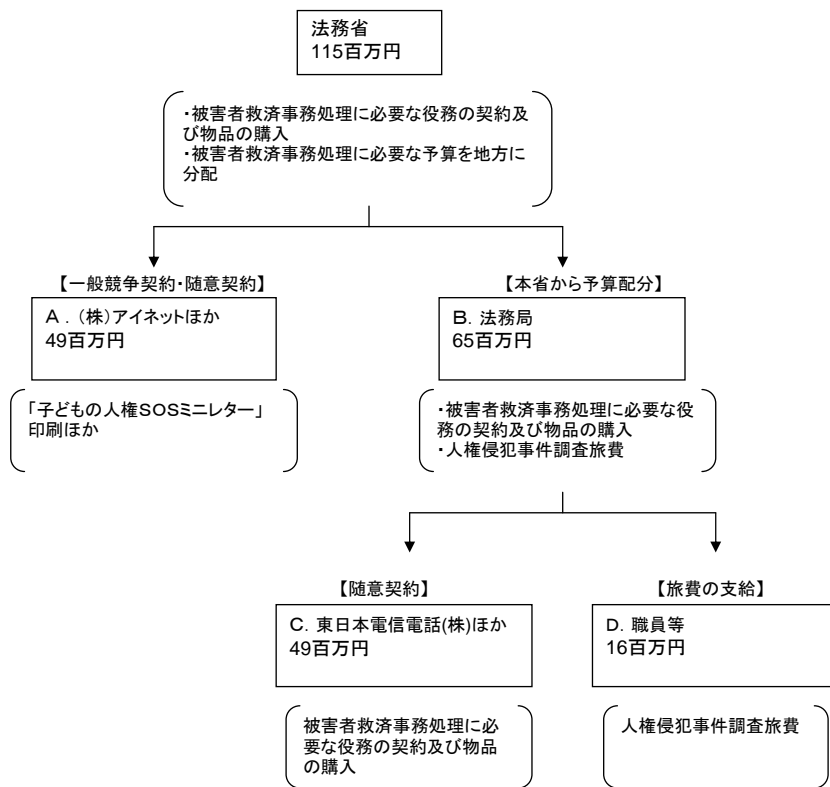 法務省
115百万円
・被害者救済事務処理に必要な役務の契約及
び物品の購入
・被害者救済事務処理に必要な予算を地方に
分配
【一般競争契約・随意契約】
【本省から予算配分】
A．（株）アイネットほか
49百万円
B. 法務局
65百万円
「子どもの人権SOSミニレター」
印刷ほか
・被害者救済事務処理に必要な役
務の契約及び物品の購入
・人権侵犯事件調査旅費
【随意契約】
【旅費の支給】
C. 東日本電信電話(株)ほか
49百万円
D. 職員等
16百万円
被害者救済事務処理に必
要な役務の契約及び物品
の購入
人権侵犯事件調査旅費